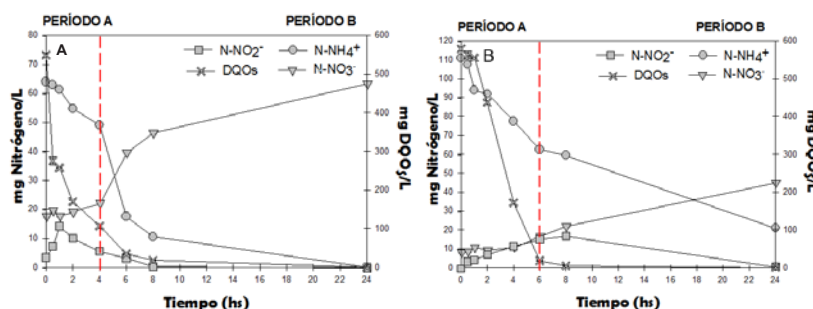 PERÍODO A PERÍODO B
A
N-NO2⁻ N-NH4⁺
DQOs N-NO3⁻
mg Nitrógeno/L
80
70
60
50
40
30
20
10
0
600
500
400
300
200
100
0
mg DQO5/L
0 2 4 6 8 10 12 14 16 18 20 22 24
Tiempo (hs)
PERÍODO A PERÍODO B
B
N-NO2⁻ N-NH4⁺
DQOs N-NO3⁻
mg Nitrógeno/L
120
110
100
90
80
70
60
50
40
30
20
10
0
600
500
400
300
200
100
0
mg DQO5/L
0 2 4 6 8 10 12 14 16 18 20 22 24
Tiempo (hs)